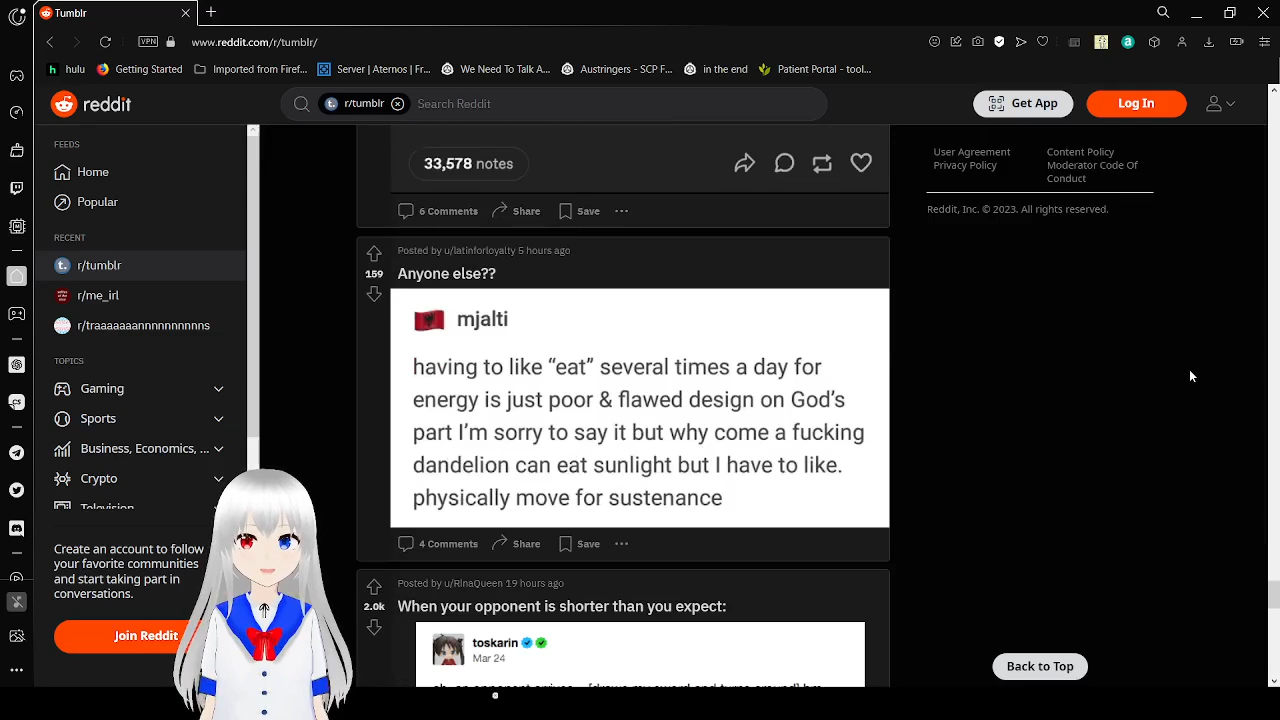 Tumblr
www.reddit.com/r/tumblr/
VPN
h hulu
Getting Started
Imported from Firef...
Server | Aternos | Fr...
We Need To Talk A...
Austringers - SCP F...
in the end
Patient Portal - tool...
reddit
r/tumblr
Search Reddit
Get App
Log In
FEEDS
Home
Popular
RECENT
r/tumblr
r/me_irl
r/traaaaaaannnnnnnnnns
TOPICS
Gaming
Sports
Business, Economics, ...
Crypto
Television
Create an account to follow
your favorite communities
and start taking part in
conversations.
Join Reddit
33,578 notes
6 Comments Share Save
Posted by u/latinforloyalty 5 hours ago
159
Anyone else??
mjalti
having to like “eat” several times a day for
energy is just poor & flawed design on God’s
part I’m sorry to say it but why come a fucking
dandelion can eat sunlight but I have to like.
physically move for sustenance
4 Comments Share Save
Posted by u/RInaQueen 19 hours ago
2.0k
When your opponent is shorter than you expect:
toskarin
Mar 24
User Agreement
Privacy Policy
Content Policy
Moderator Code Of
Conduct
Reddit, Inc. © 2023. All rights reserved.
Back to Top